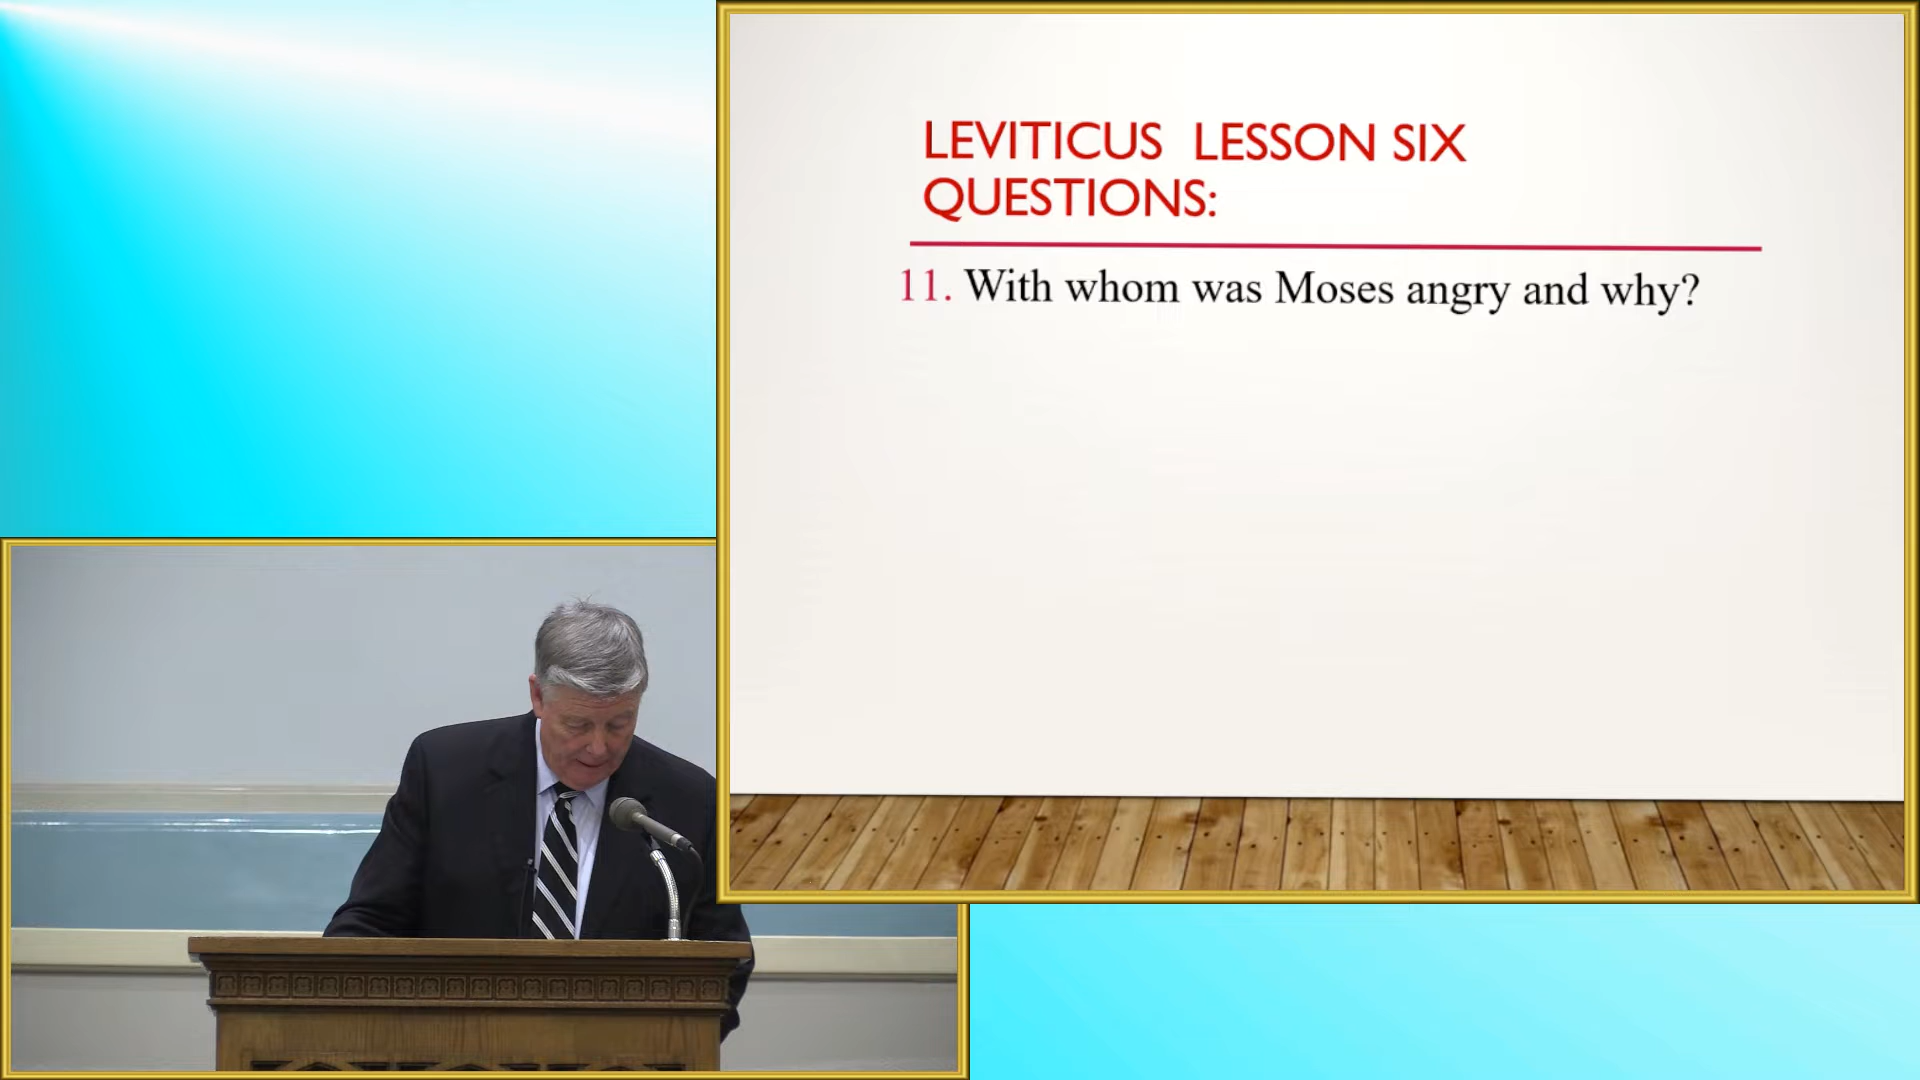 LEVITICUS LESSON SIX
QUESTIONS:
11. With whom was Moses angry and why?